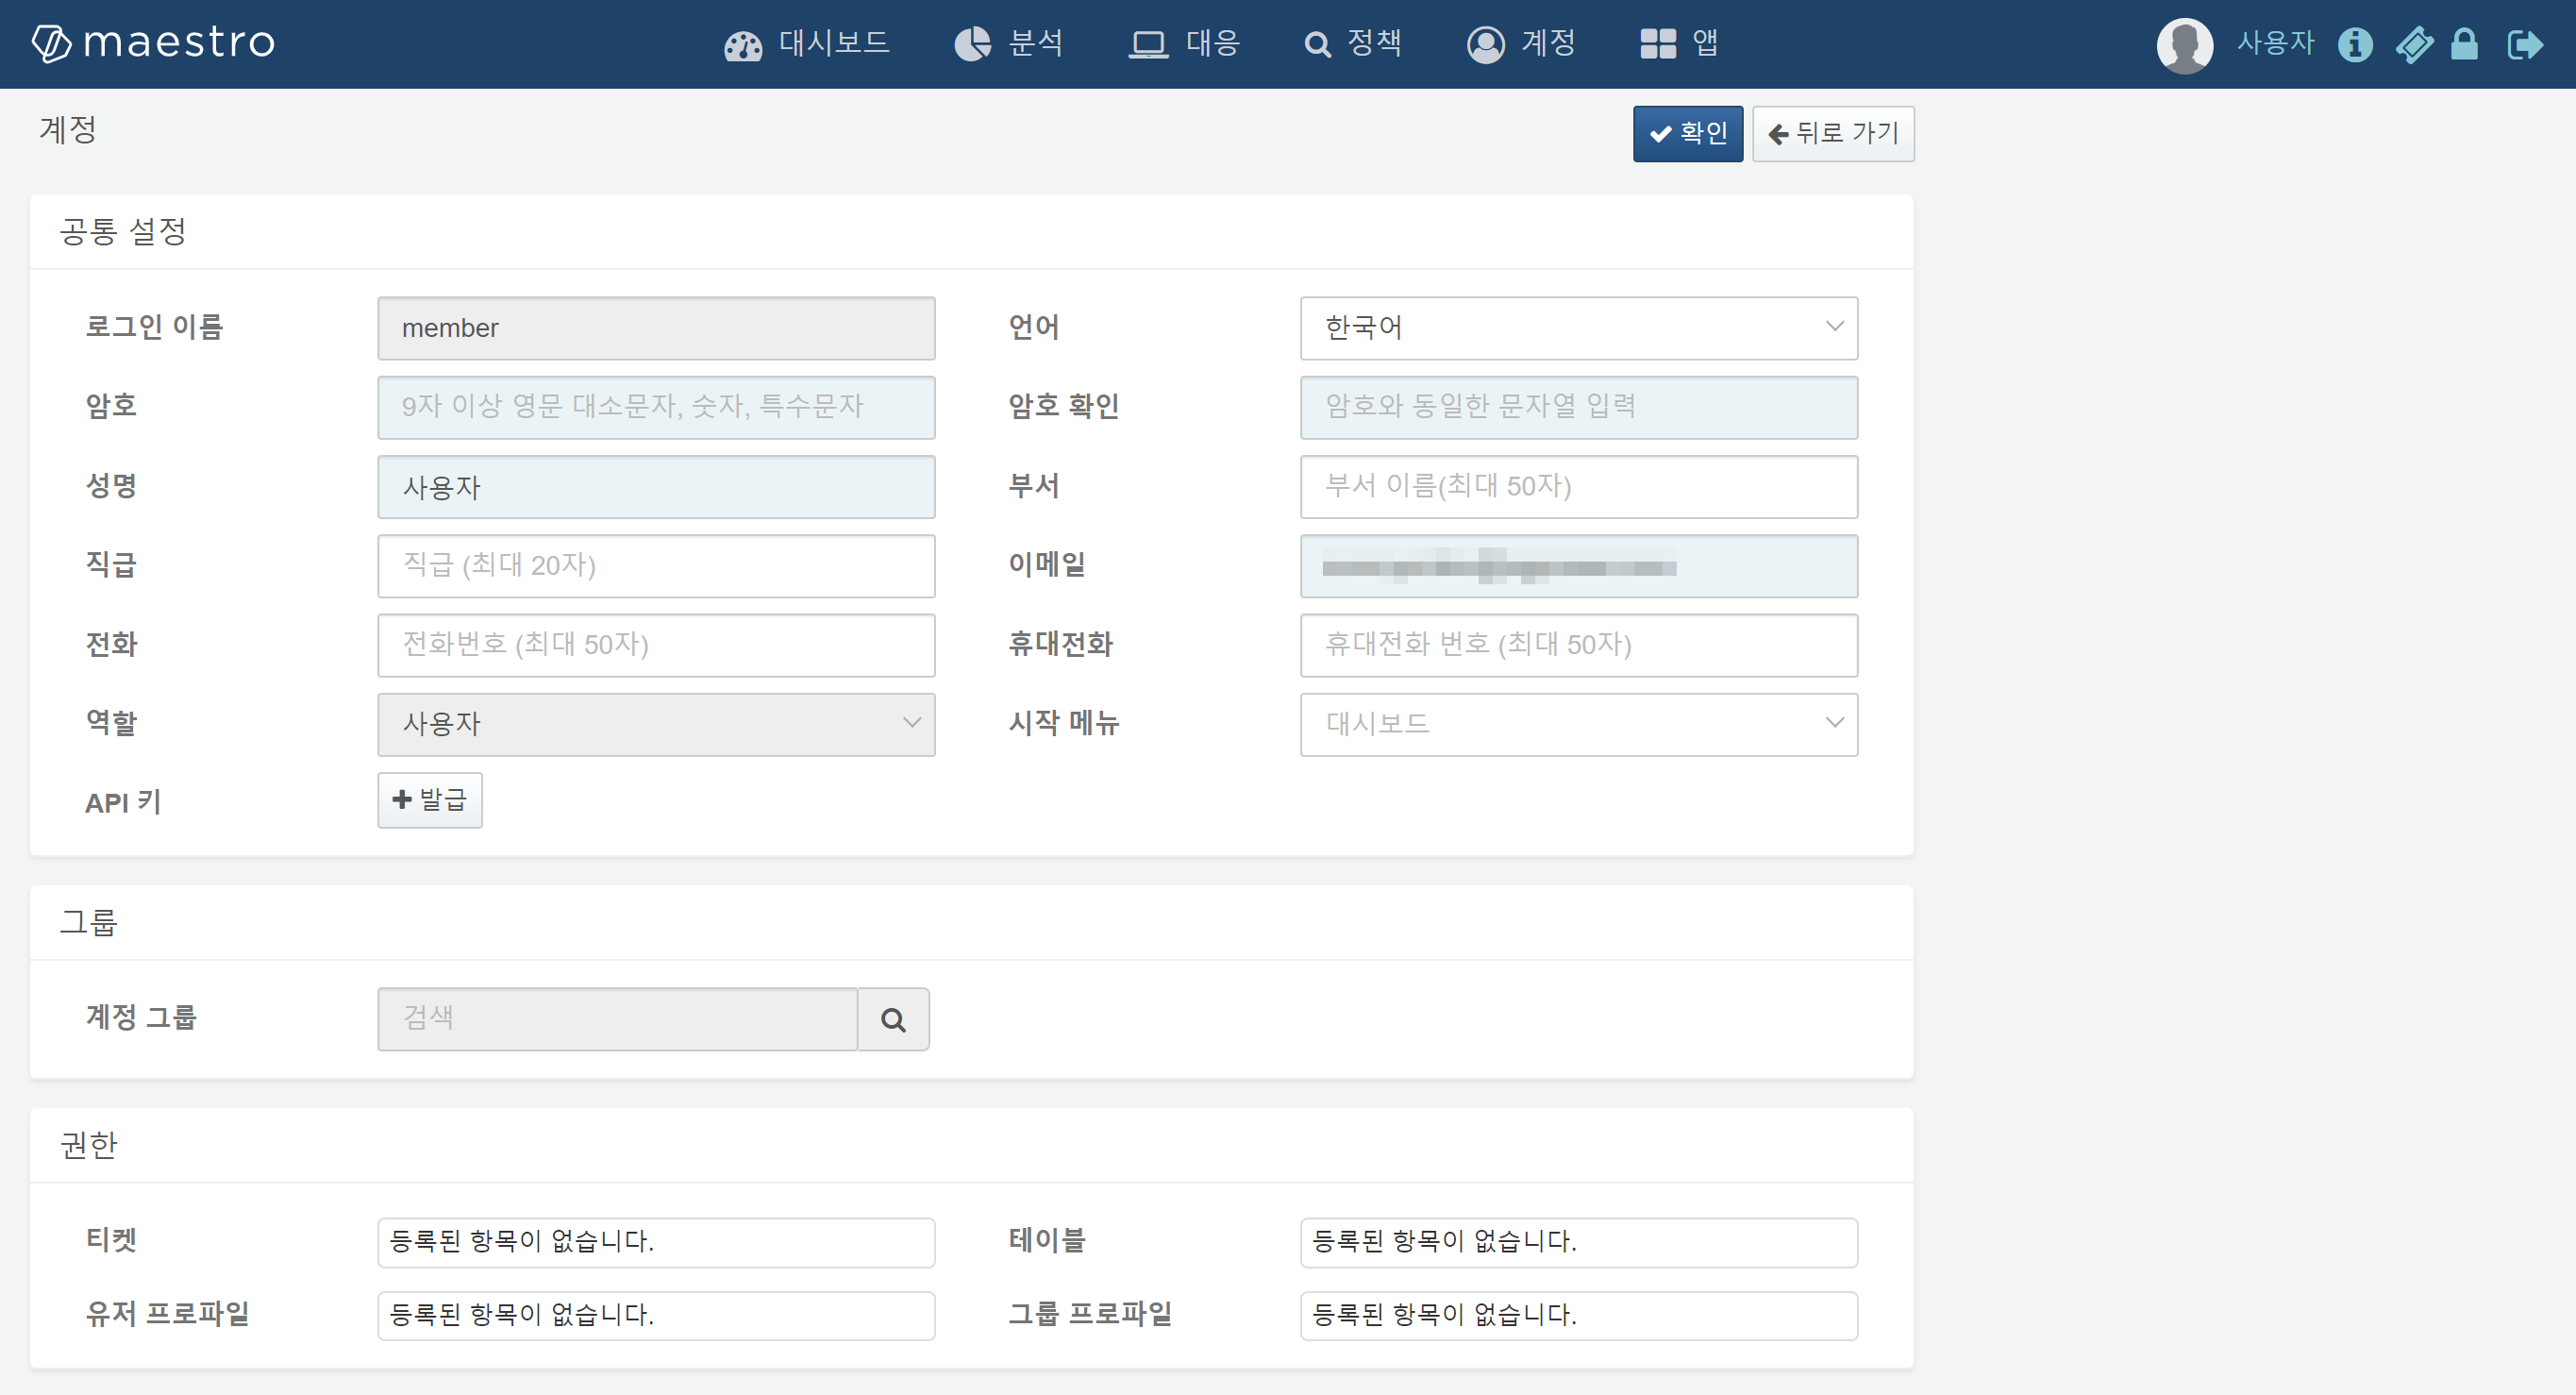 maestro
대시보드
분석
대응
정책
계정
앱
사용자
계정
확인
뒤로 가기
공통 설정
로그인 이름
member
언어
한국어
암호
9자 이상 영문 대소문자, 숫자, 특수문자
암호 확인
암호와 동일한 문자열 입력
성명
사용자
부서
부서 이름(최대 50자)
직급
직급 (최대 20자)
이메일
전화
전화번호 (최대 50자)
휴대전화
휴대전화 번호 (최대 50자)
역할
사용자
시작 메뉴
대시보드
API 키
발급
그룹
계정 그룹
검색
권한
티켓
등록된 항목이 없습니다.
테이블
등록된 항목이 없습니다.
유저 프로파일
등록된 항목이 없습니다.
그룹 프로파일
등록된 항목이 없습니다.